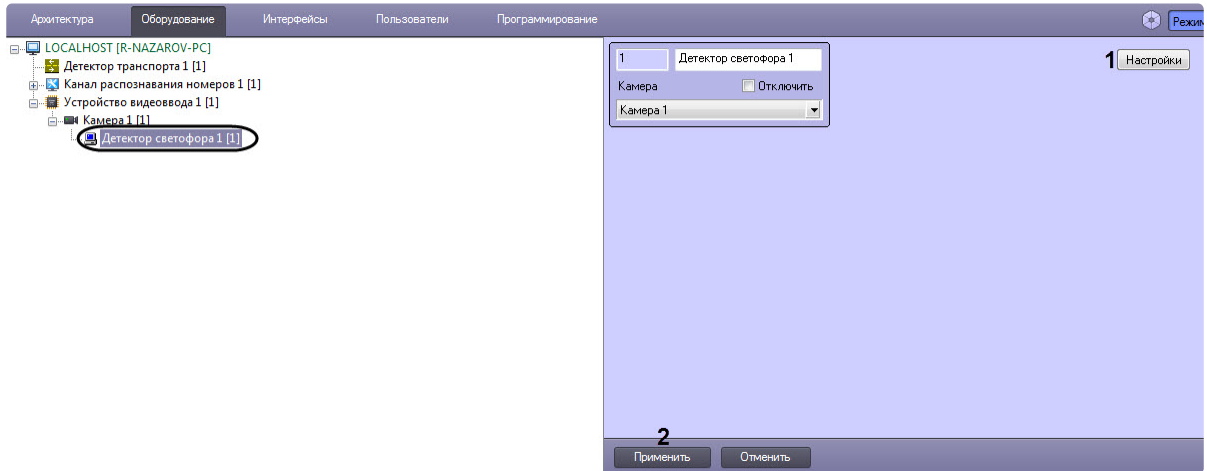 Архитектура Оборудование Интерфейсы Пользователи Программирование
LOCALHOST [R-NAZAROV-PC]
Детектор транспорта 1 [1]
Канал распознавания номеров 1 [1]
Устройство видеоввода 1 [1]
Камера 1 [1]
Детектор светофора 1 [1]
1 Детектор светофора 1
Камера Отключить
Камера 1
1 Настройки
2
Применить Отменить